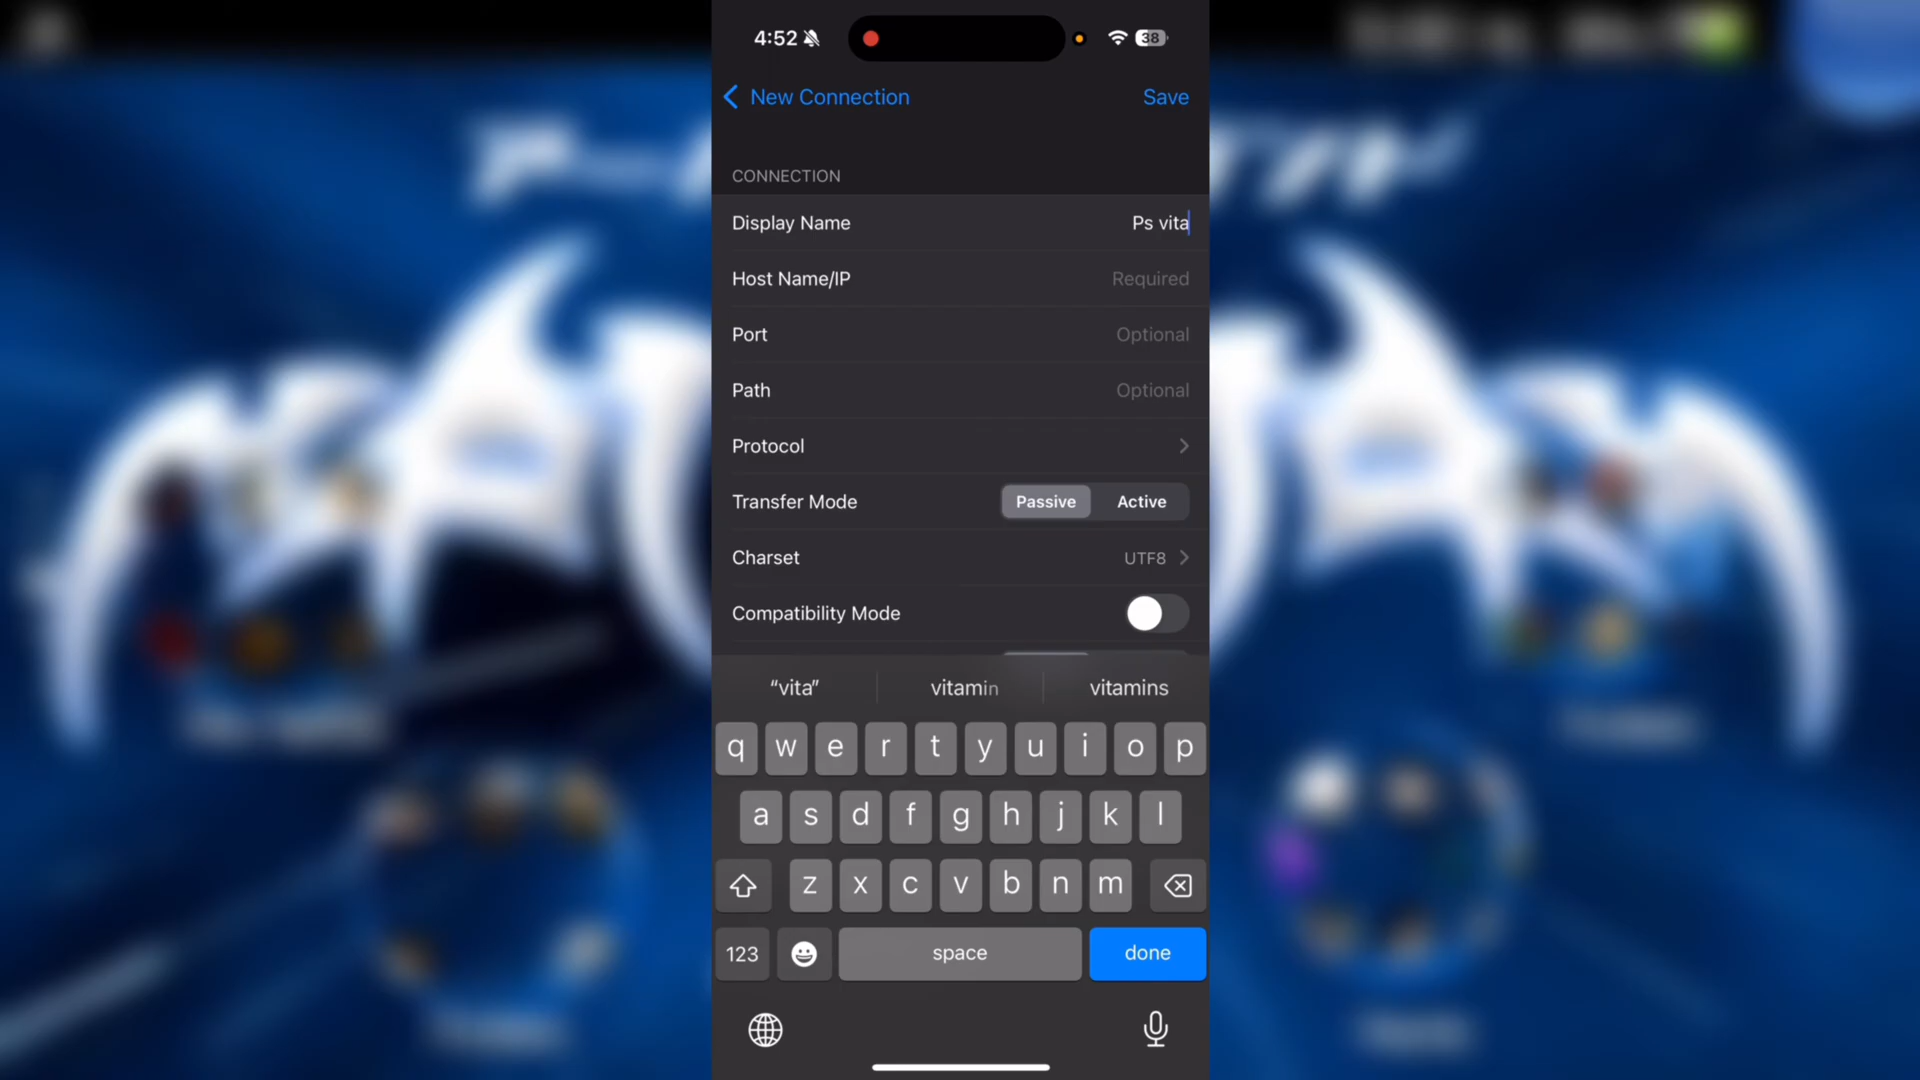 4:52
38
New Connection
Save
CONNECTION
Display Name
Ps vita
Host Name/IP
Required
Port
Optional
Path
Optional
Protocol
Transfer Mode
Passive
Active
Charset
UTF8
Compatibility Mode
“vita”
vitamin
vitamins
q w e r t y u i o p
a s d f g h j k l
z x c v b n m
123
space
done